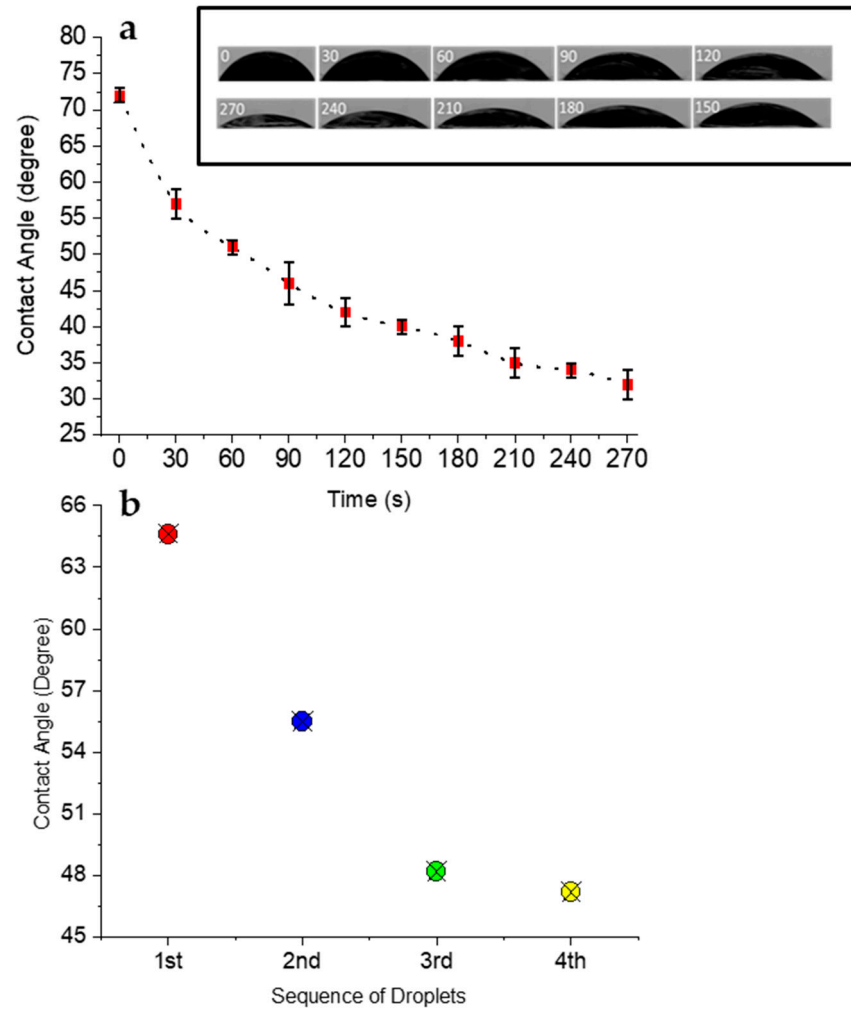 a
80
75
70
65
60
55
50
45
40
35
30
25
Contact Angle (degree)
0 30 60 90 120
270 240 210 180 150
0 30 60 90 120 150 180 210 240 270
Time (s)
b
66
63
60
57
54
51
48
45
Contact Angle (Degree)
1st 2nd 3rd 4th
Sequence of Droplets